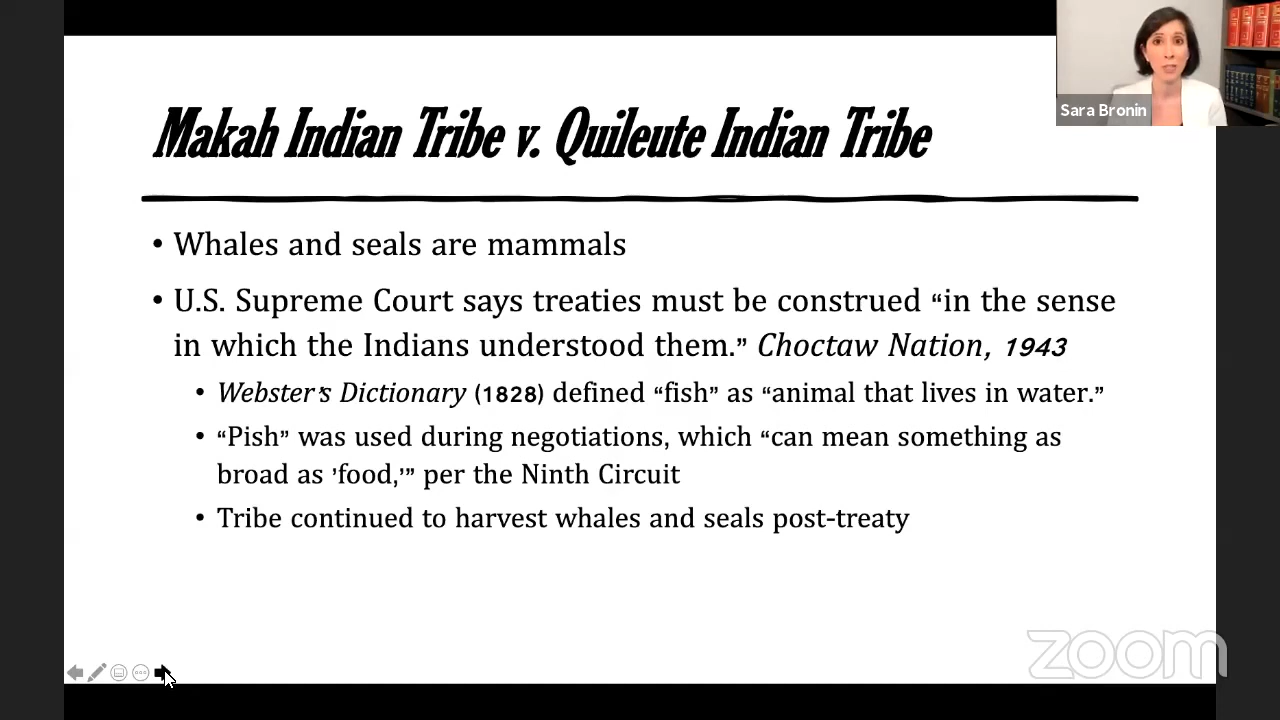 Makah Indian Tribe v. Quileute Indian Tribe
Sara Bronin
• Whales and seals are mammals
• U.S. Supreme Court says treaties must be construed “in the sense
in which the Indians understood them.” Choctaw Nation, 1943
• Webster’s Dictionary (1828) defined “fish” as “animal that lives in water.”
• “Pish” was used during negotiations, which “can mean something as
broad as ’food,’” per the Ninth Circuit
• Tribe continued to harvest whales and seals post-treaty
zoom